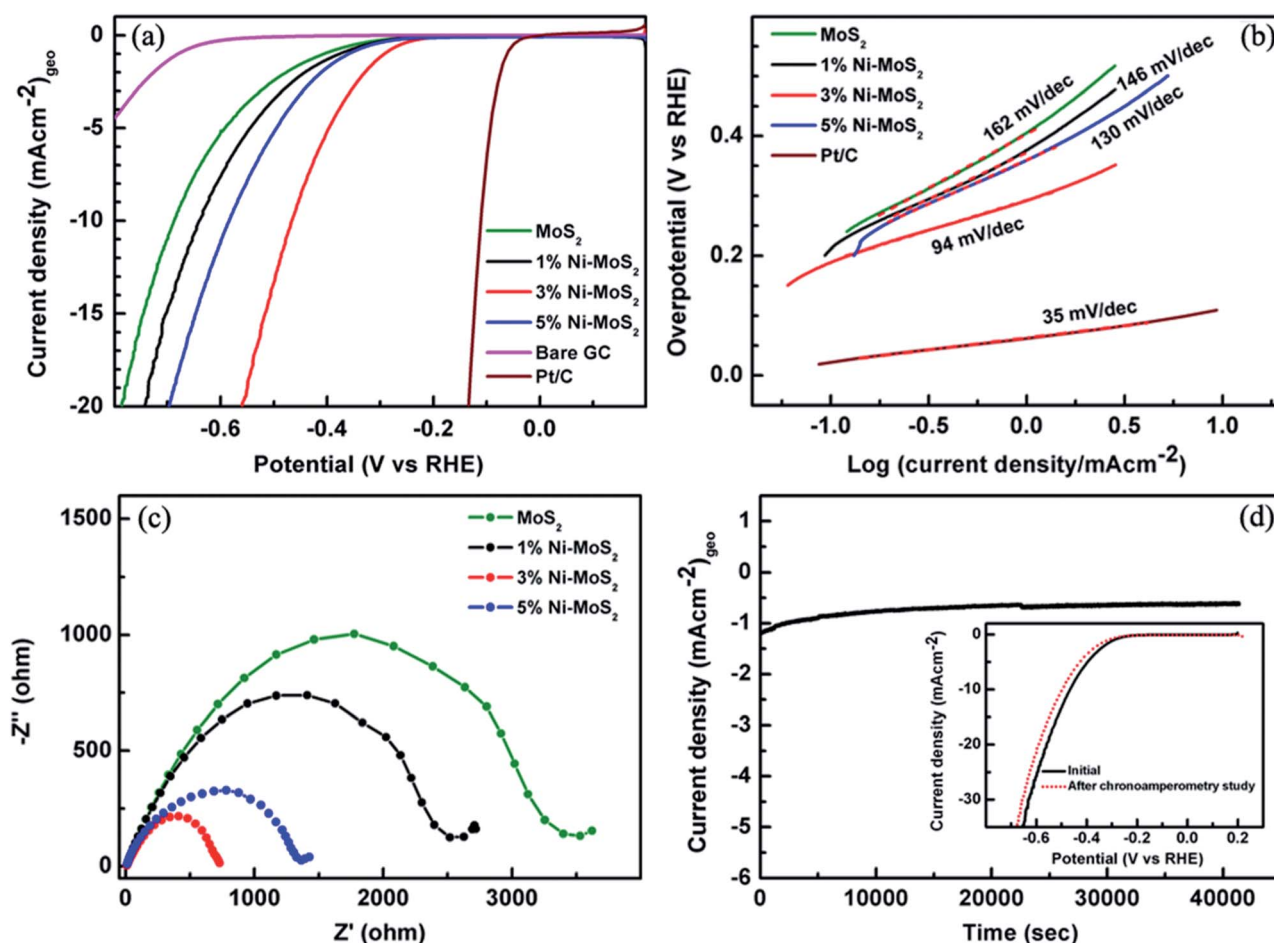 (a)
Current density (mAcm⁻²)geo
0
-5
-10
-15
-20
-0.6
-0.4
-0.2
0.0
Potential (V vs RHE)
MoS₂
1% Ni-MoS₂
3% Ni-MoS₂
5% Ni-MoS₂
Bare GC
Pt/C
(b)
Overpotential (V vs RHE)
0.4
0.2
0.0
-1.0
-0.5
0.0
0.5
1.0
Log (current density/mAcm⁻²)
MoS₂
1% Ni-MoS₂
3% Ni-MoS₂
5% Ni-MoS₂
Pt/C
162 mV/dec
146 mV/dec
130 mV/dec
94 mV/dec
35 mV/dec
(c)
-Z" (ohm)
1500
1000
500
0
0
1000
2000
3000
Z' (ohm)
MoS₂
1% Ni-MoS₂
3% Ni-MoS₂
5% Ni-MoS₂
(d)
Current density (mAcm⁻²)geo
1
0
-1
-2
-3
-4
-5
-6
0
10000
20000
30000
40000
Time (sec)
Current density (mAcm⁻²)
0
-10
-20
-30
-0.6
-0.4
-0.2
0.0
0.2
Potential (V vs RHE)
Initial
After chronoamperometry study